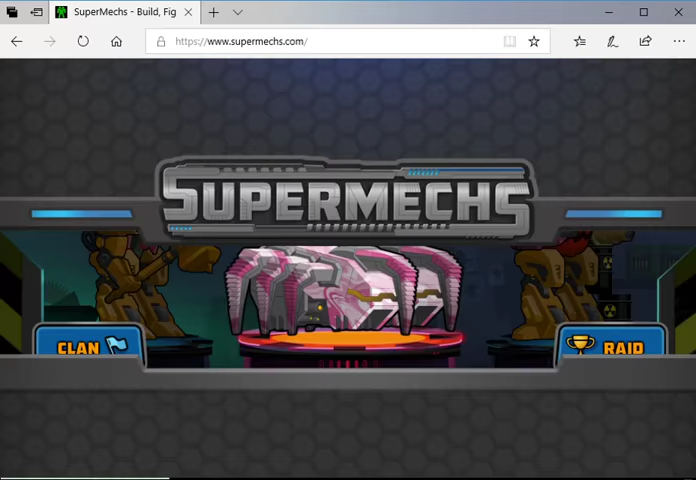 SuperMechs - Build, Fig
https://www.supermechs.com/
SUPERMECHS
CLAN
RAID